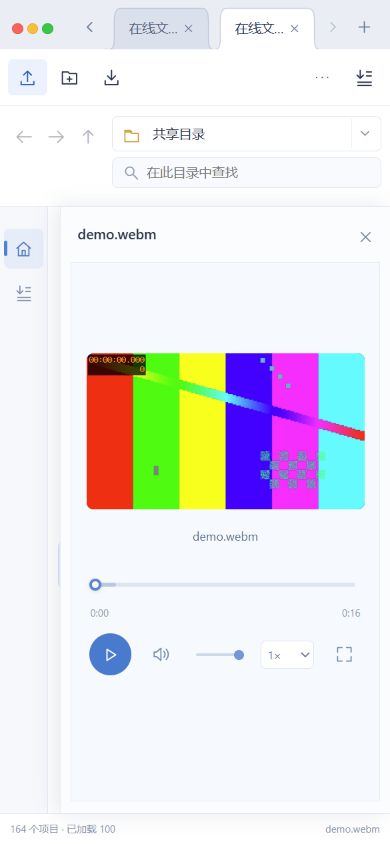 在线文...
在线文...
共享目录
在此目录中查找
demo.webm
00:00:00.000
0
demo.webm
0:00
0:16
1×
164 个项目 · 已加载 100
demo.webm